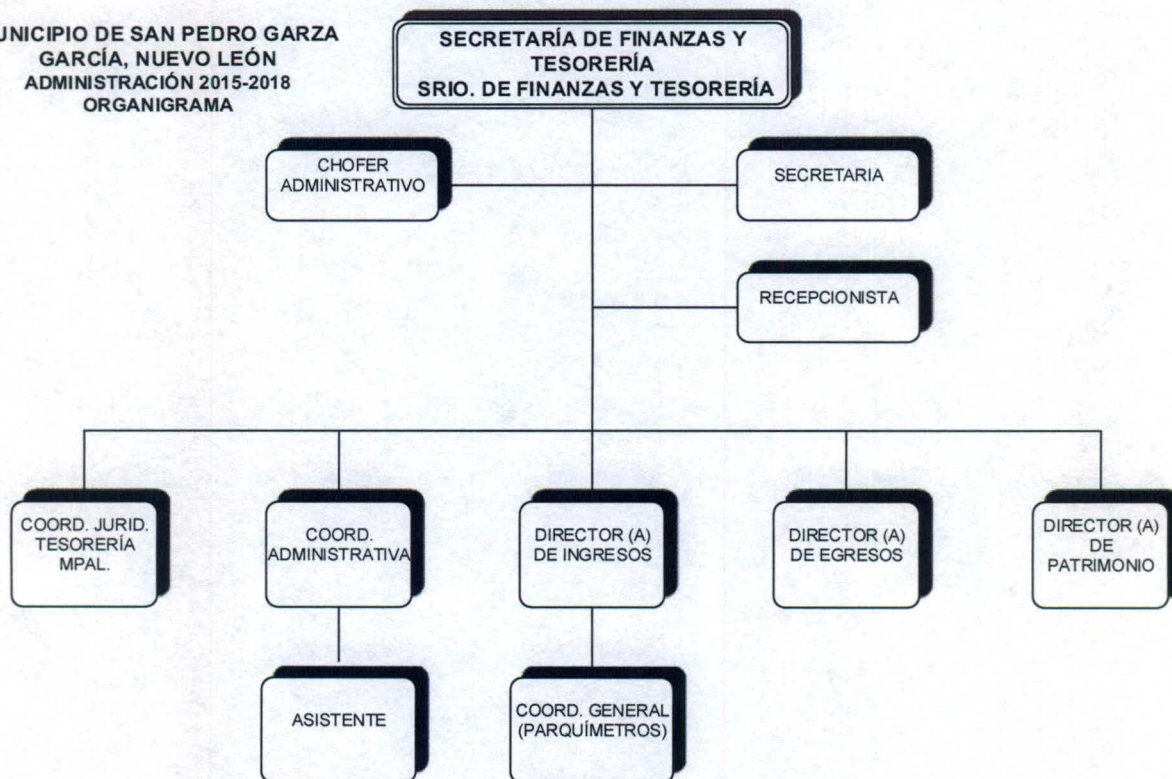 UNICIPIO DE SAN PEDRO GARZA
GARCÍA, NUEVO LEÓN
ADMINISTRACIÓN 2015-2018
ORGANIGRAMA
SECRETARÍA DE FINANZAS Y
TESORERÍA
SRIO. DE FINANZAS Y TESORERÍA
CHOFER
ADMINISTRATIVO
SECRETARIA
RECEPCIONISTA
COORD. JURID.
TESORERÍA
MPAL.
COORD.
ADMINISTRATIVA
DIRECTOR (A)
DE INGRESOS
DIRECTOR (A)
DE EGRESOS
DIRECTOR (A)
DE
PATRIMONIO
ASISTENTE
COORD. GENERAL
(PARQUÍMETROS)